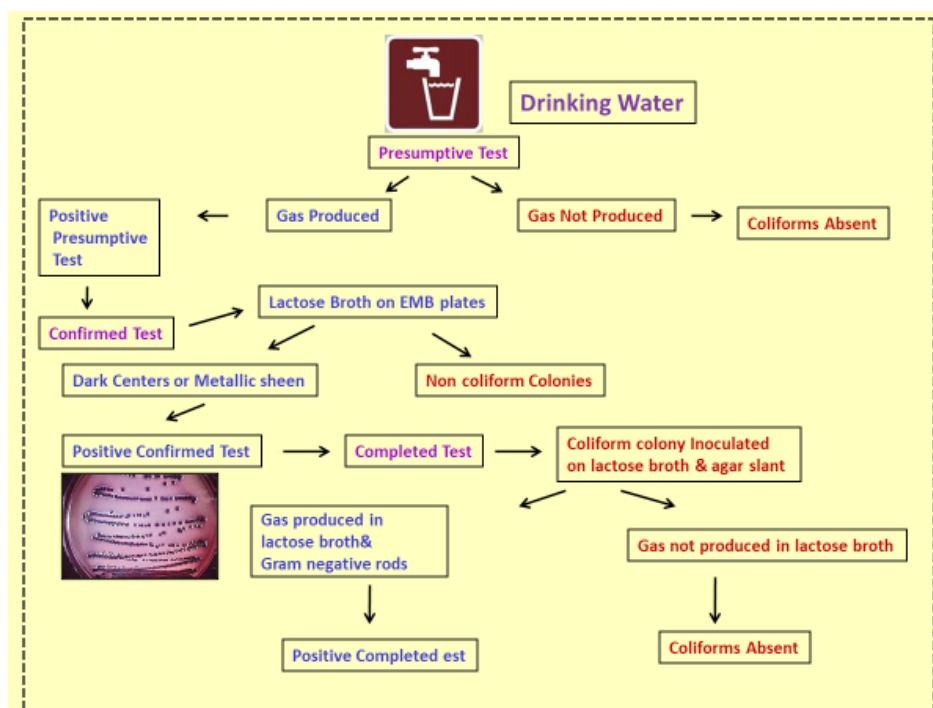 Drinking Water
Presumptive Test
Positive
Presumptive
Test
Gas Produced
Gas Not Produced
Coliforms Absent
Lactose Broth on EMB plates
Confirmed Test
Dark Centers or Metallic sheen
Non coliform Colonies
Positive Confirmed Test
Completed Test
Coliform colony Inoculated
on lactose broth & agar slant
Gas produced in
lactose broth&
Gram negative rods
Gas not produced in lactose broth
Positive Completed est
Coliforms Absent